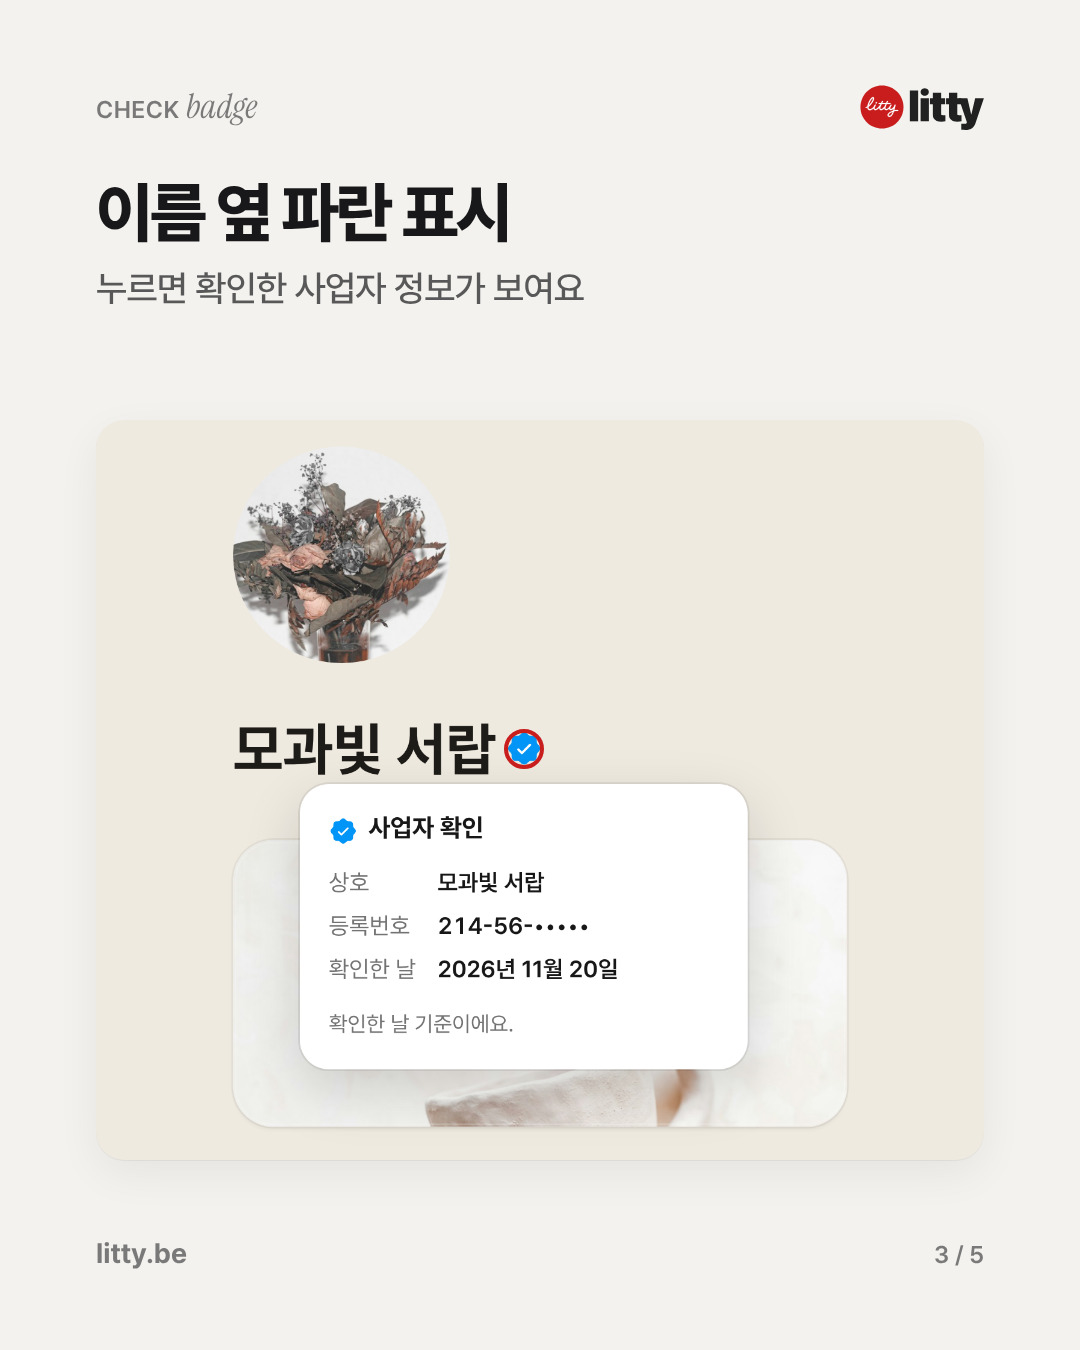 CHECK badge
litty litty
이름 옆 파란 표시
누르면 확인한 사업자 정보가 보여요
모과빛 서랍
사업자 확인
상호 모과빛 서랍
등록번호 214-56-•••••
확인한 날 2026년 11월 20일
확인한 날 기준이에요.
litty.be
3 / 5